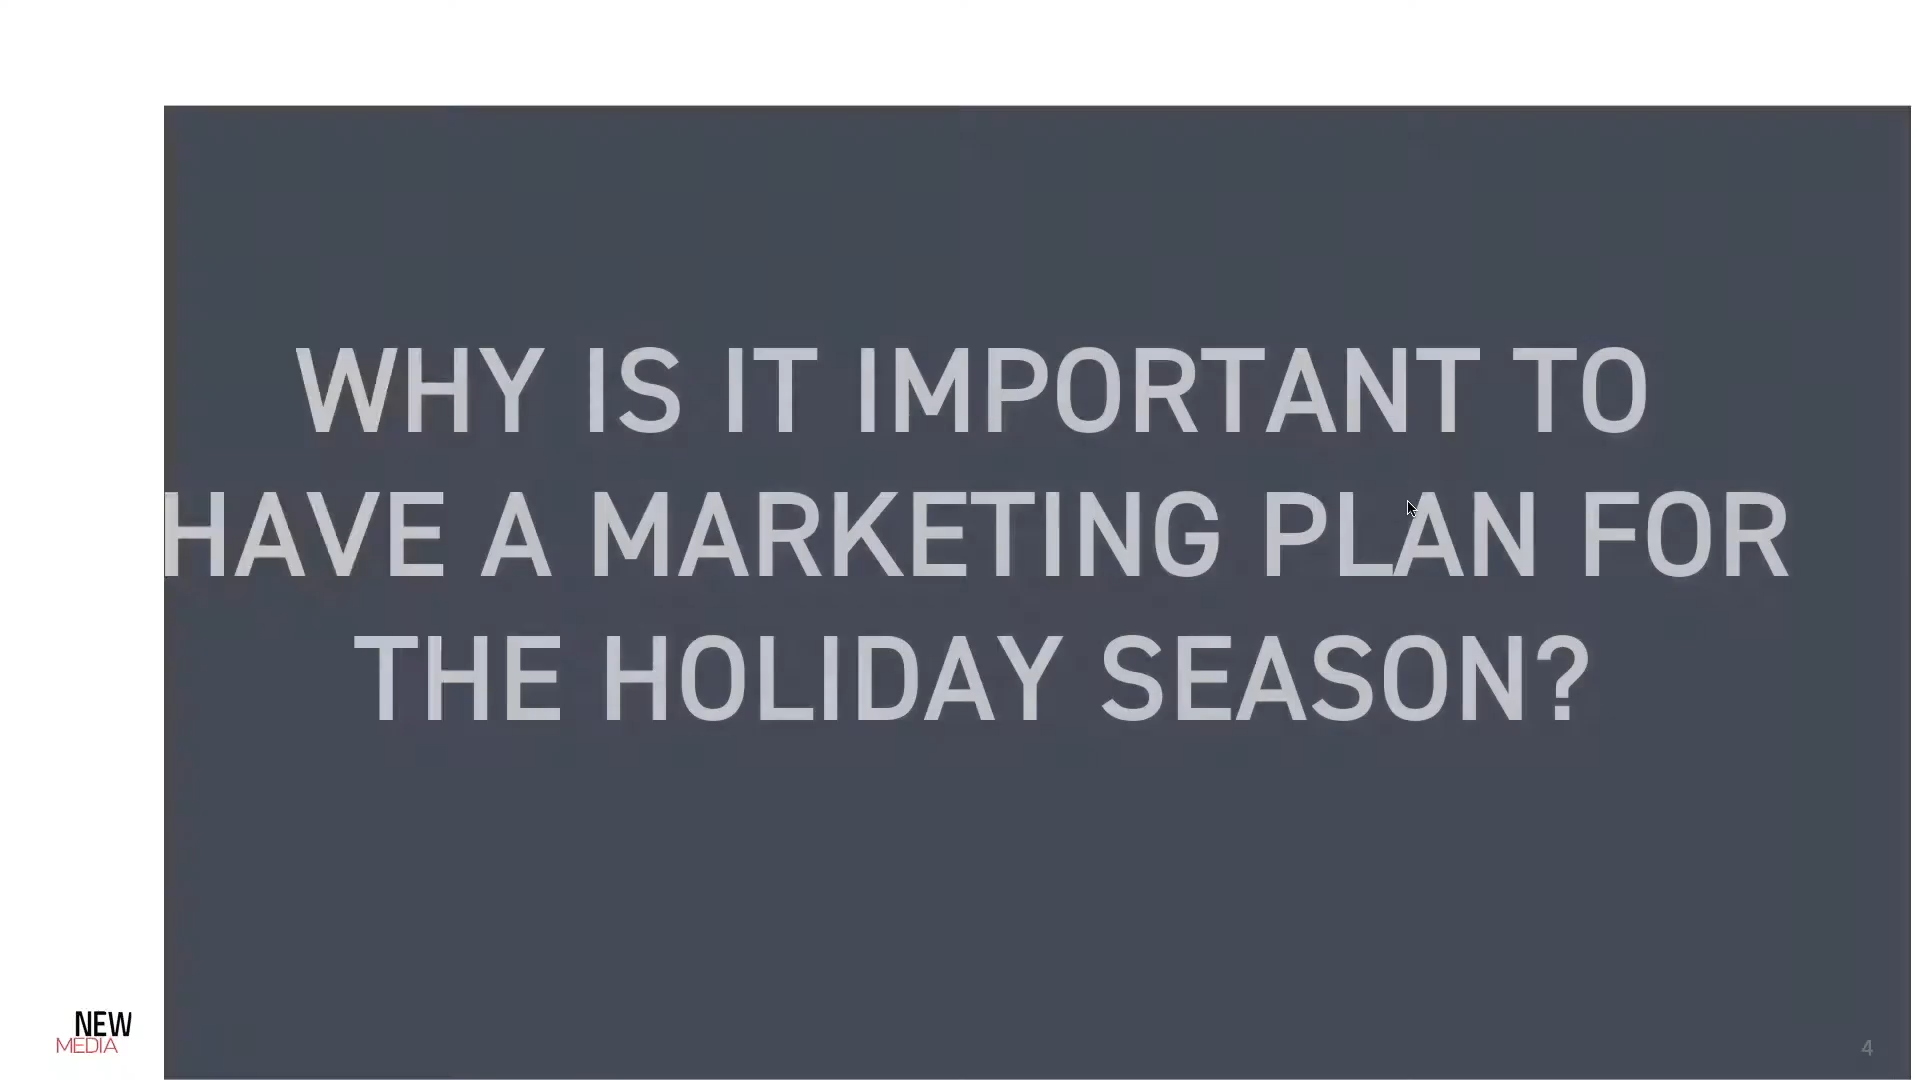 WHY IS IT IMPORTANT TO
HAVE A MARKETING PLAN FOR
THE HOLIDAY SEASON?
NEW
MEDIA
4